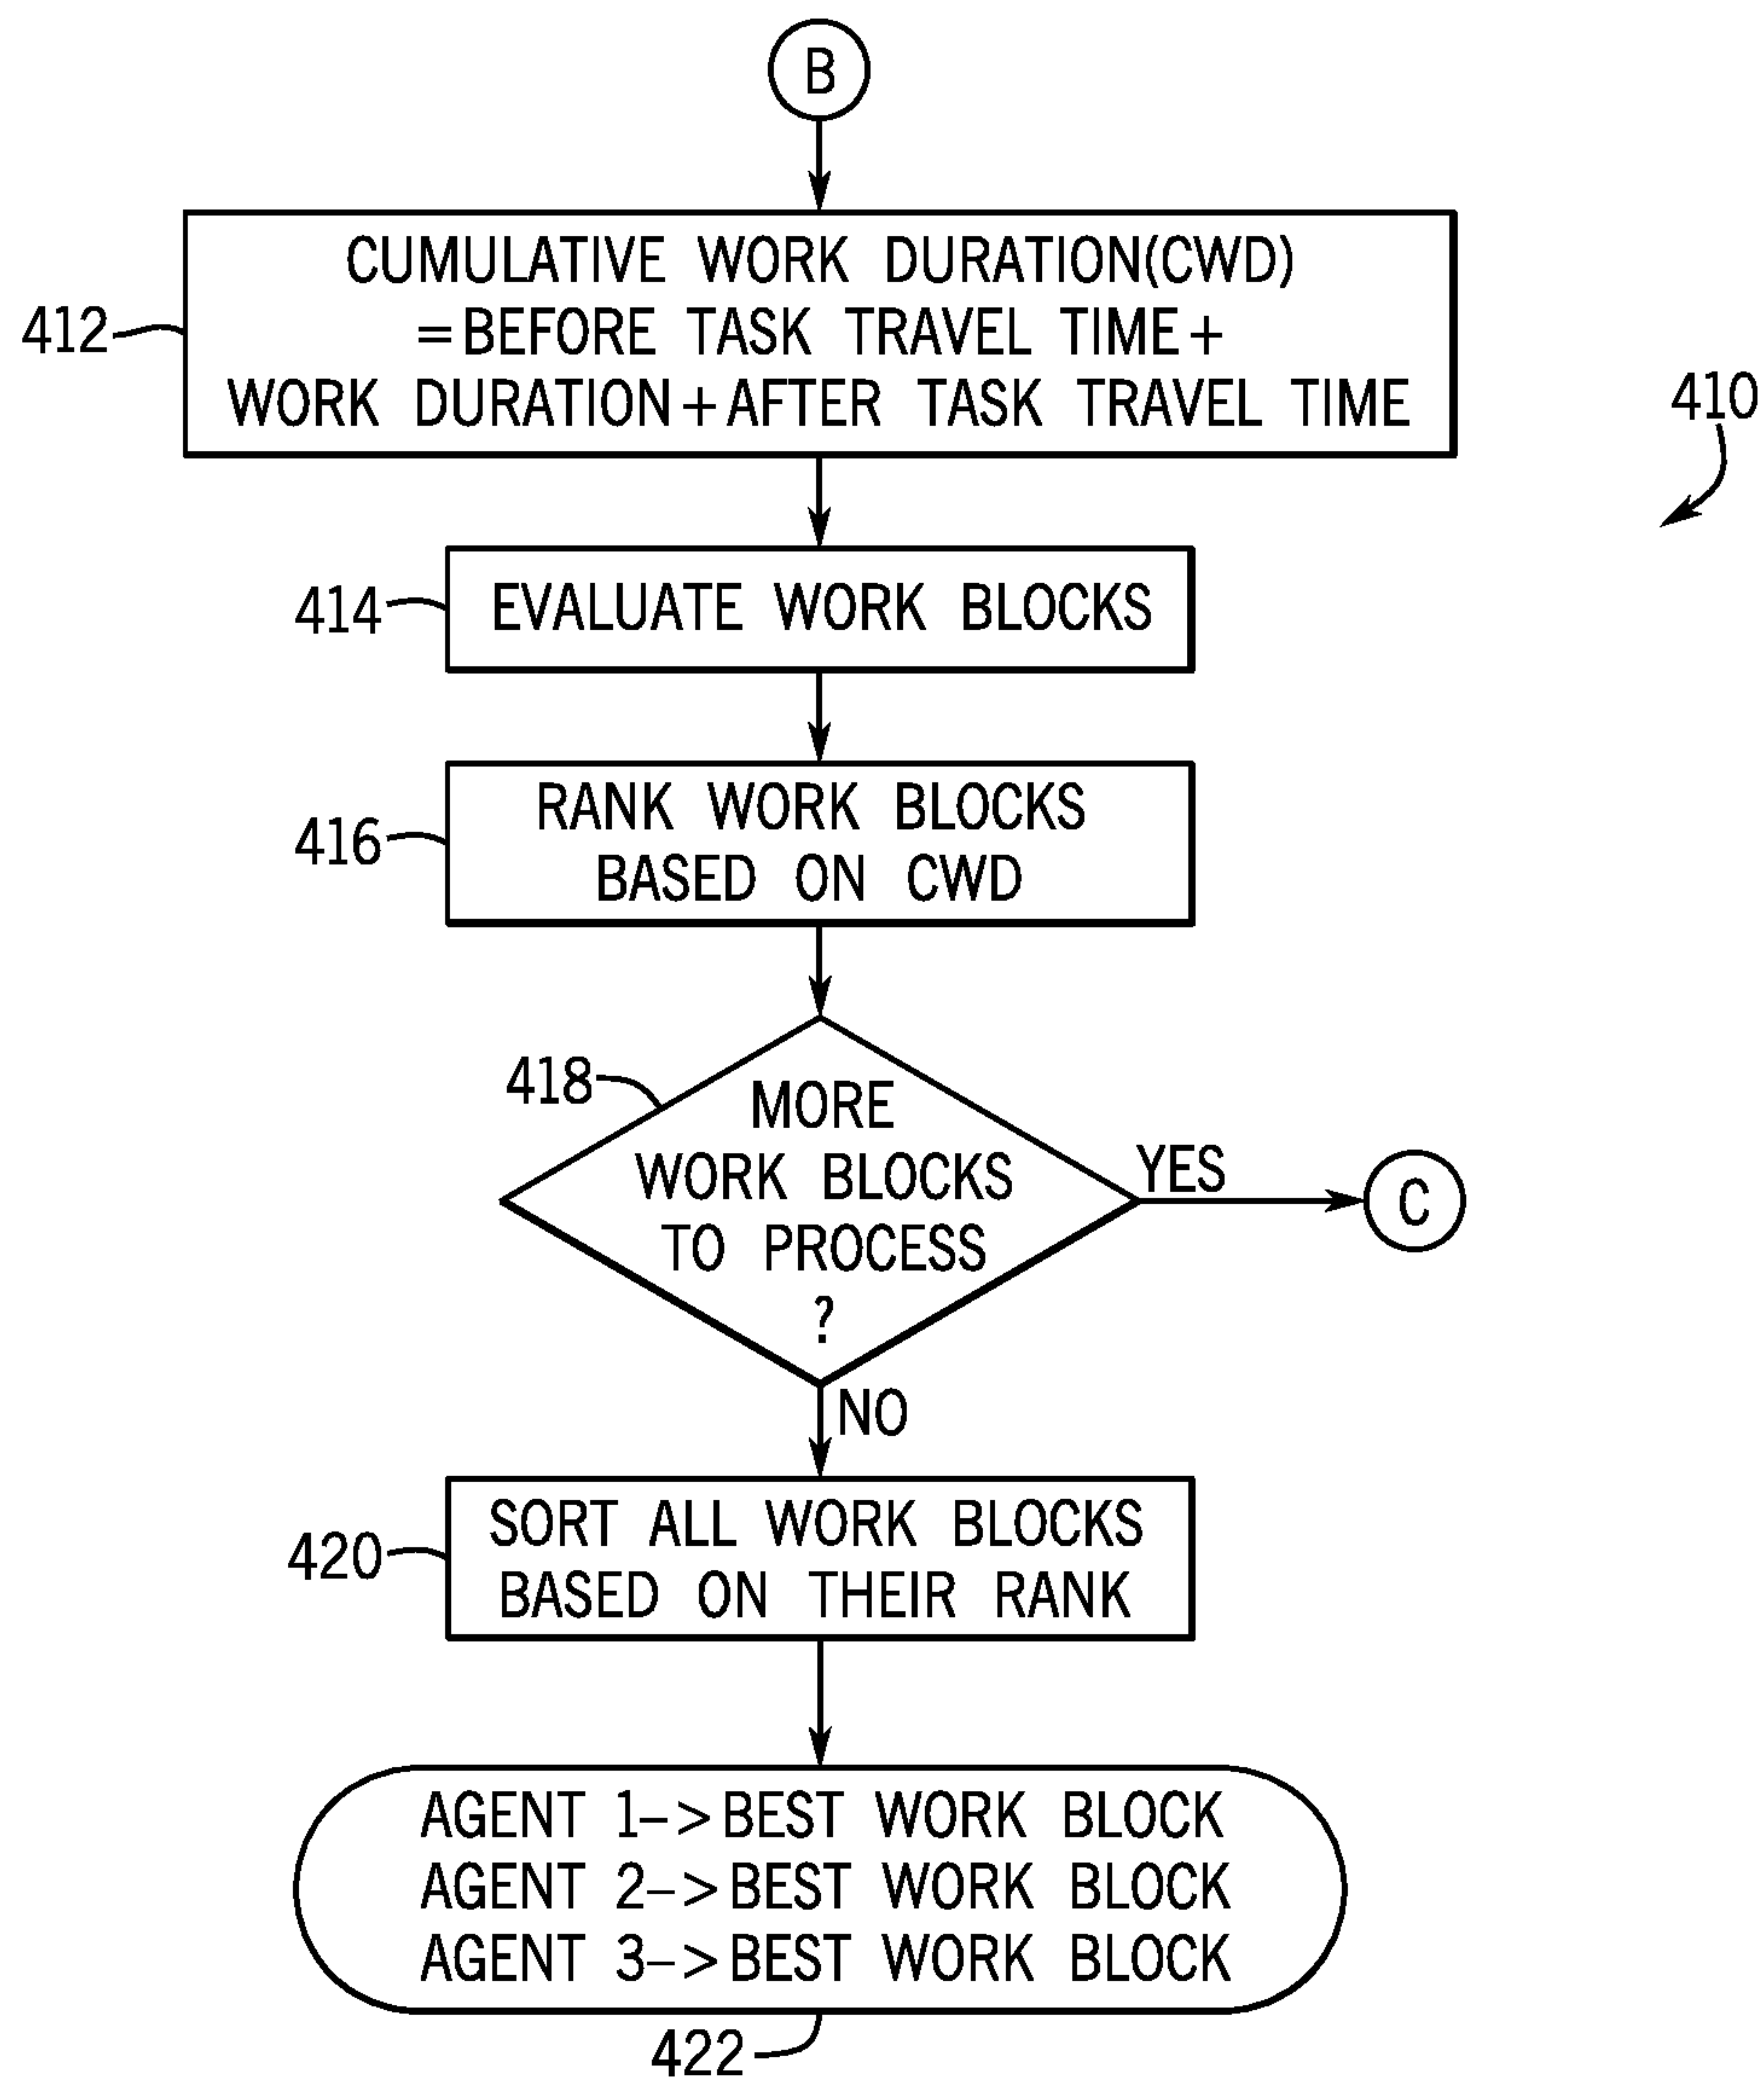 B
CUMULATIVE WORK DURATION(CWD)
=BEFORE TASK TRAVEL TIME+
WORK DURATION+AFTER TASK TRAVEL TIME
412
410
EVALUATE WORK BLOCKS
414
RANK WORK BLOCKS
BASED ON CWD
416
418
MORE
WORK BLOCKS
TO PROCESS
?
YES
C
NO
SORT ALL WORK BLOCKS
BASED ON THEIR RANK
420
AGENT 1–>BEST WORK BLOCK
AGENT 2–>BEST WORK BLOCK
AGENT 3–>BEST WORK BLOCK
422